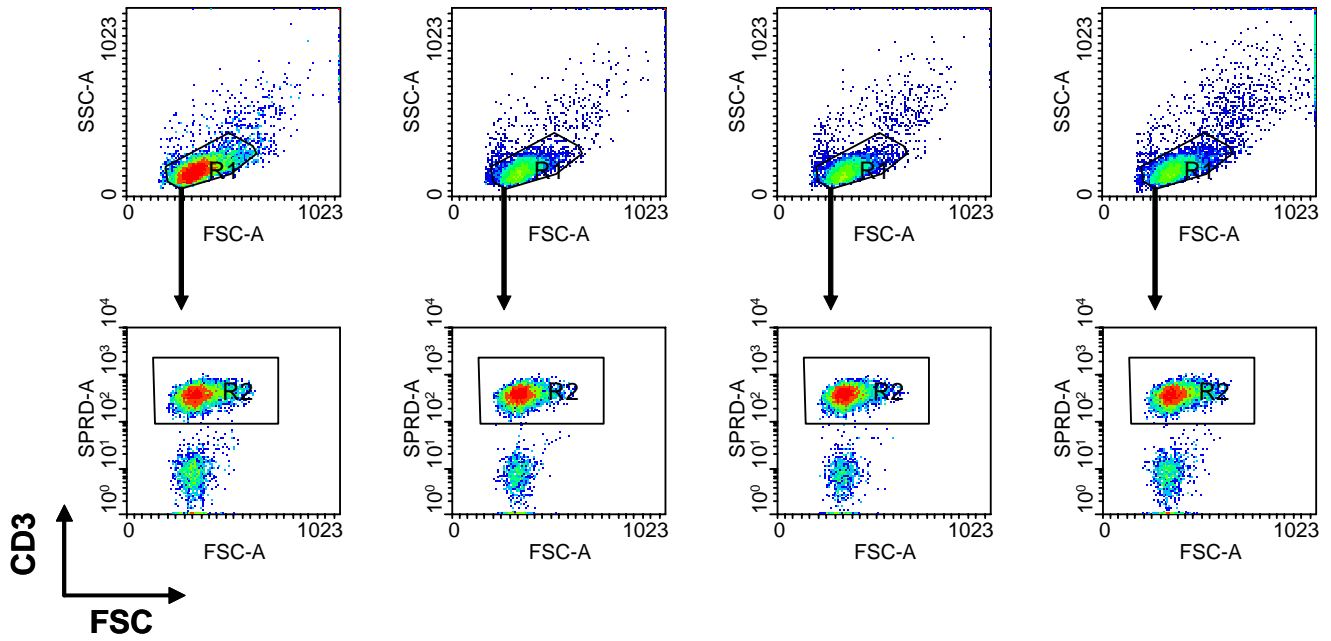 1023
SSC-A
0
R1
0 1023
FSC-A
1023
SSC-A
0
R1
0 1023
FSC-A
1023
SSC-A
0
R1
0 1023
FSC-A
1023
SSC-A
0
R1
0 1023
FSC-A
10⁴
10³
10²
10¹
10⁰
SPRD-A
R2
0 1023
FSC-A
10⁴
10³
10²
10¹
10⁰
SPRD-A
R2
0 1023
FSC-A
10⁴
10³
10²
10¹
10⁰
SPRD-A
R2
0 1023
FSC-A
10⁴
10³
10²
10¹
10⁰
SPRD-A
R2
0 1023
FSC-A
CD3
FSC